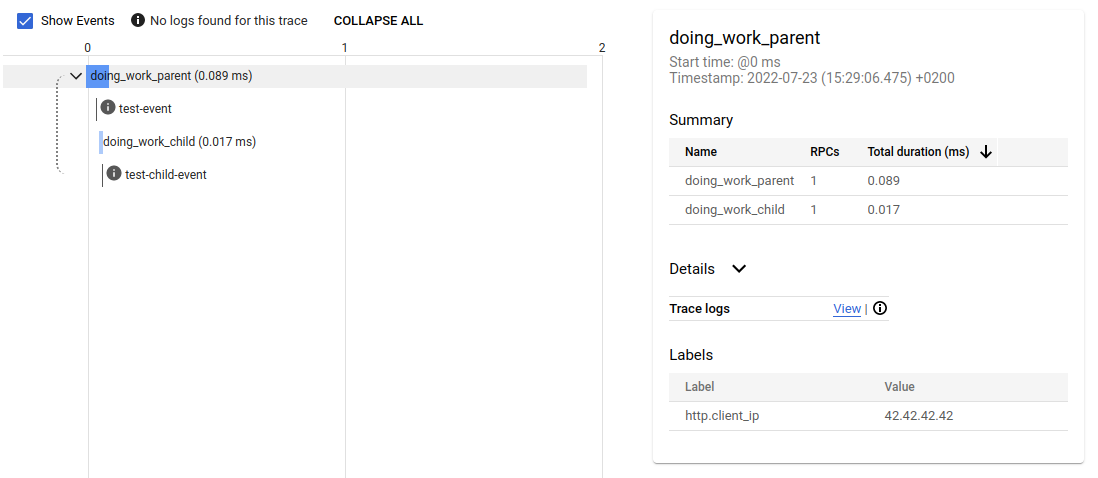 Show Events No logs found for this trace COLLAPSE ALL
0 1 2
doing_work_parent (0.089 ms)
test-event
doing_work_child (0.017 ms)
test-child-event
doing_work_parent
Start time: @0 ms
Timestamp: 2022-07-23 (15:29:06.475) +0200
Summary
Name RPCs Total duration (ms)
doing_work_parent 1 0.089
doing_work_child 1 0.017
Details
Trace logs View |
Labels
Label Value
http.client_ip 42.42.42.42